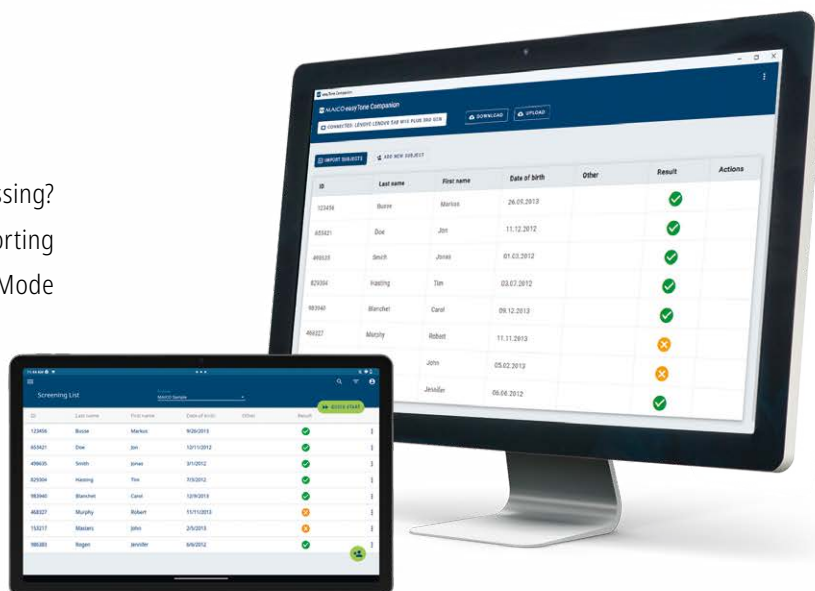 ssing?
orting
Mode
easyTone Companion
MAICO easyTone Companion
CONNECTED: LENOVO LENOVO TAB M10 PLUS 3RD GEN
DOWNLOAD
UPLOAD
IMPORT SUBJECTS
ADD NEW SUBJECT
ID Last name First name Date of birth Other Result Actions
123456 Busse Markus 26.09.2013
653421 Doe Jon 11.12.2012
498635 Smith Jonas 01.03.2012
829304 Hasting Tim 03.07.2012
983940 Blanchet Carol 09.12.2013
468327 Murphy Robert 11.11.2013
John 05.02.2013
Jennifer 06.06.2012
Screening List
MAICO Sample
QUICK START
ID Last name First name Date of birth Other Result
123456 Busse Markus 9/26/2013
653421 Doe Jon 12/11/2012
498635 Smith Jonas 3/1/2012
829304 Hasting Tim 7/3/2012
983940 Blanchet Carol 12/9/2013
468327 Murphy Robert 11/11/2013
153217 Masters John 2/5/2013
986383 Rogen Jennifer 6/6/2012